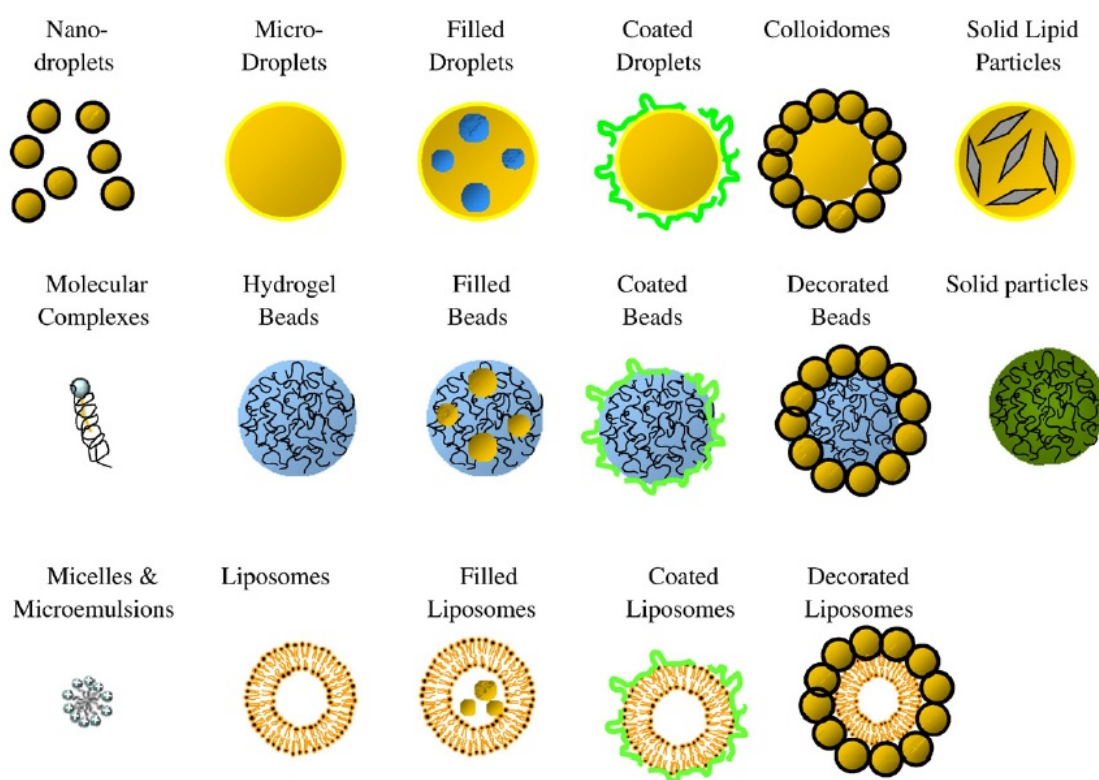 Nano-
droplets
Micro-
Droplets
Filled
Droplets
Coated
Droplets
Colloidomes
Solid Lipid
Particles
Molecular
Complexes
Hydrogel
Beads
Filled
Beads
Coated
Beads
Decorated
Beads
Solid particles
Micelles &
Microemulsions
Liposomes
Filled
Liposomes
Coated
Liposomes
Decorated
Liposomes